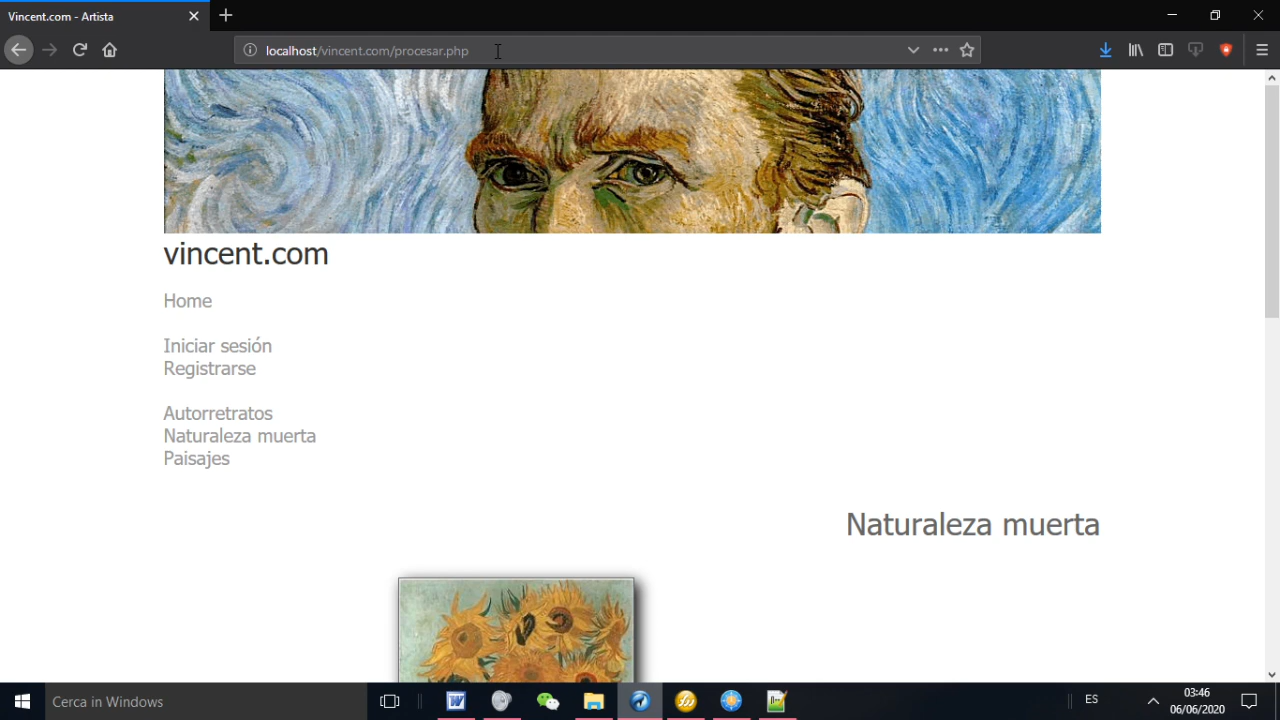 Vincent.com - Artista
localhost/vincent.com/procesar.php
vincent.com
Home
Iniciar sesión
Registrarse
Autorretratos
Naturaleza muerta
Paisajes
Naturaleza muerta
Cerca in Windows
ES
03:46
06/06/2020